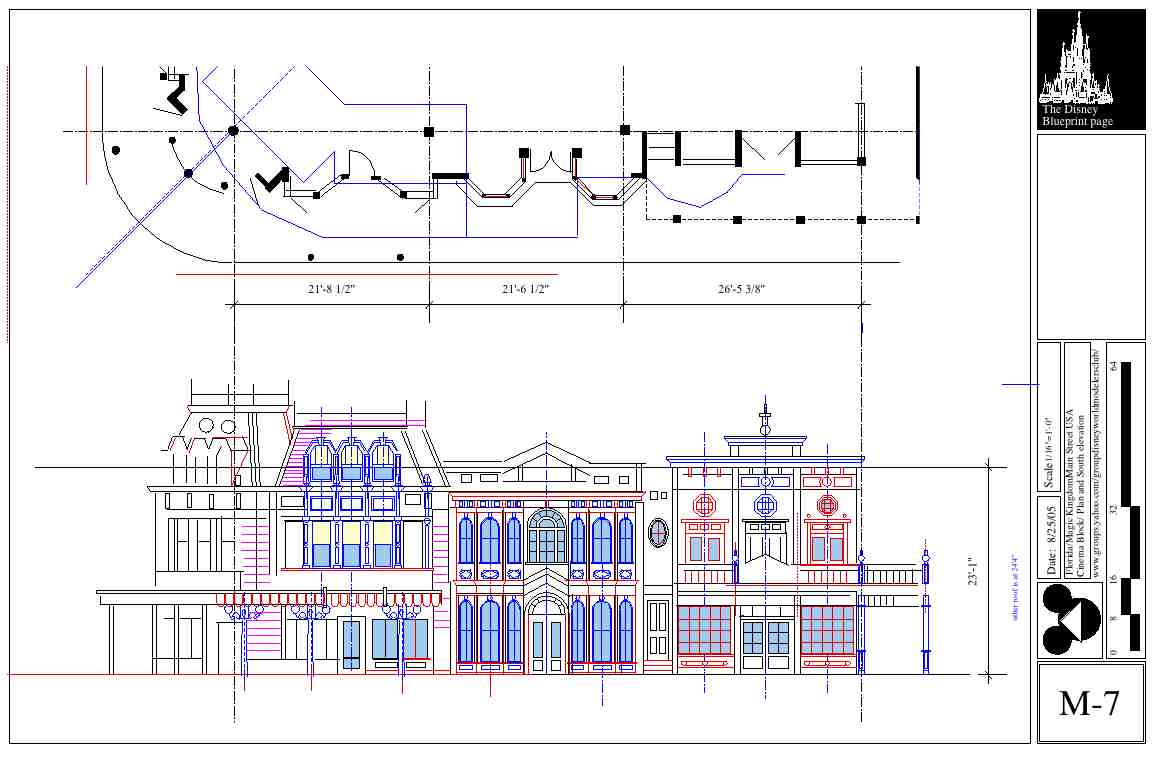 The Disney
Blueprint page
21'-8 1/2"
21'-6 1/2"
26'-5 3/8"
23'-1"
other roof is at 24'4"
Scale1/16"=1'-0"
Date: 8/25/05
Florida/Magic Kingdom/Main Street USA
Cinema Block/ Plan and South elevation
www.groups.yahoo.com/group/disneyworldmodelersclub/
64
32
16
8
0
M-7